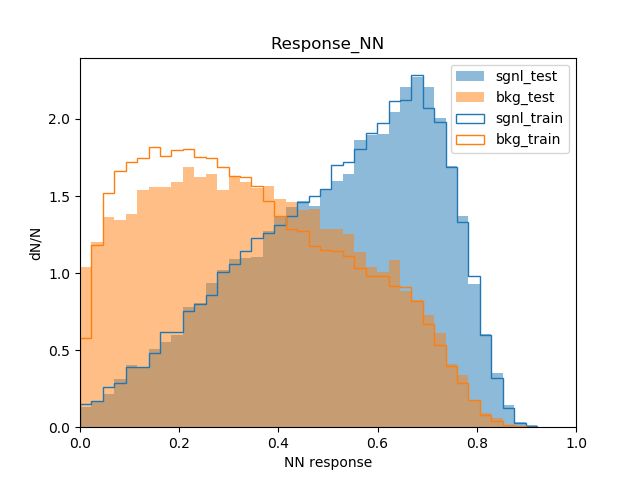 Response_NN
sgnl_test
bkg_test
sgnl_train
bkg_train
dN/N
2.0
1.5
1.0
0.5
0.0
0.0 0.2 0.4 0.6 0.8 1.0
NN response